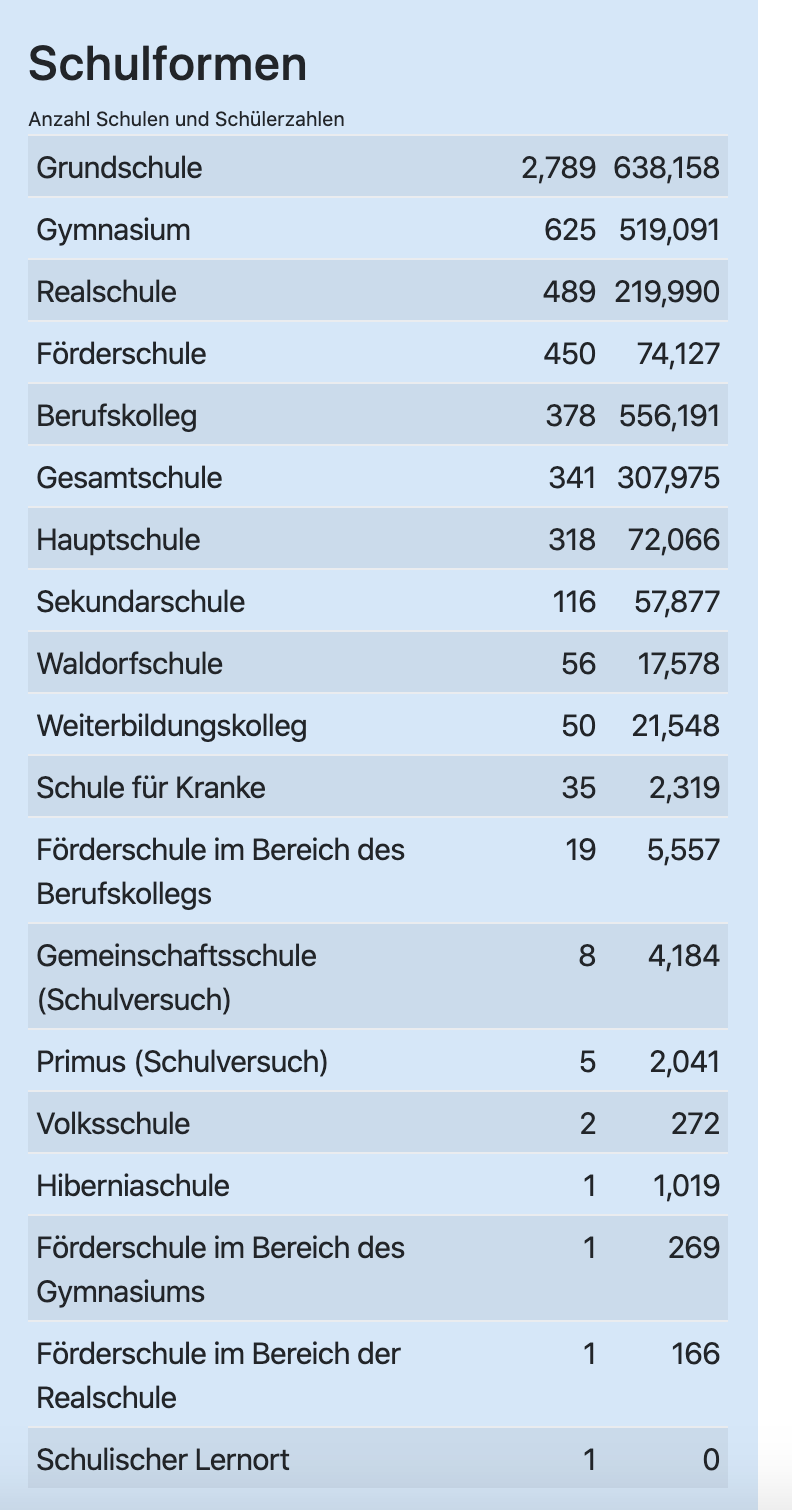 Schulformen
Anzahl Schulen und Schülerzahlen
Grundschule 2,789 638,158
Gymnasium 625 519,091
Realschule 489 219,990
Förderschule 450 74,127
Berufskolleg 378 556,191
Gesamtschule 341 307,975
Hauptschule 318 72,066
Sekundarschule 116 57,877
Waldorfschule 56 17,578
Weiterbildungskolleg 50 21,548
Schule für Kranke 35 2,319
Förderschule im Bereich des 19 5,557
Berufskollegs
Gemeinschaftsschule 8 4,184
(Schulversuch)
Primus (Schulversuch) 5 2,041
Volksschule 2 272
Hiberniaschule 1 1,019
Förderschule im Bereich des 1 269
Gymnasiums
Förderschule im Bereich der 1 166
Realschule
Schulischer Lernort 1 0